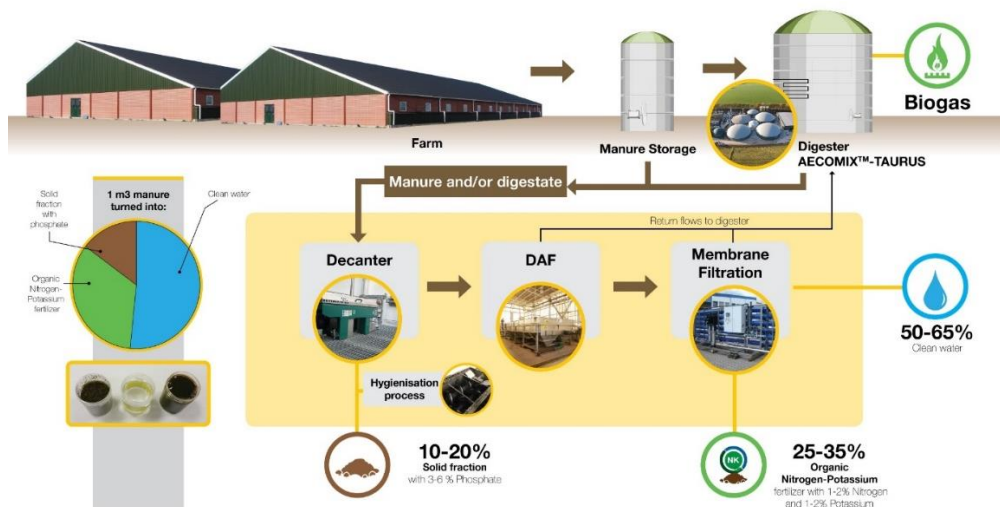 Farm
Manure Storage
Digester
AECOMIX™-TAURUS
Biogas
Manure and/or digestate
1 m3 manure
turned into:
Solid
fraction
with
phosphate
Clean water
Organic
Nitrogen-
Potassium
fertilizer
Return flows to digester
Decanter
DAF
Membrane
Filtration
50-65%
Clean water
Hygienisation
process
10-20%
Solid fraction
with 3-6 % Phosphate
NK
25-35%
Organic
Nitrogen-Potassium
fertilizer with 1-2% Nitrogen
and 1-2% Potassium